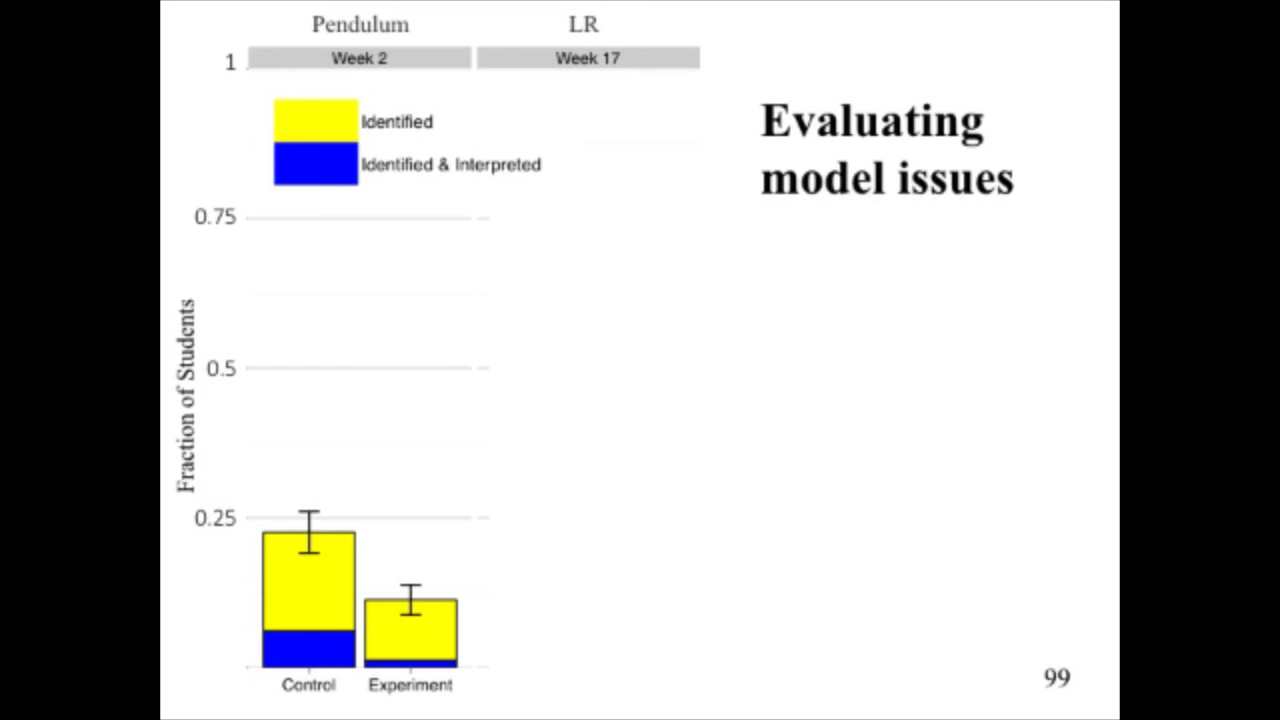 Pendulum LR
Week 2 Week 17
1
Identified
Identified & Interpreted
Evaluating
model issues
0.75
0.5
0.25
Fraction of Students
Control Experiment
99